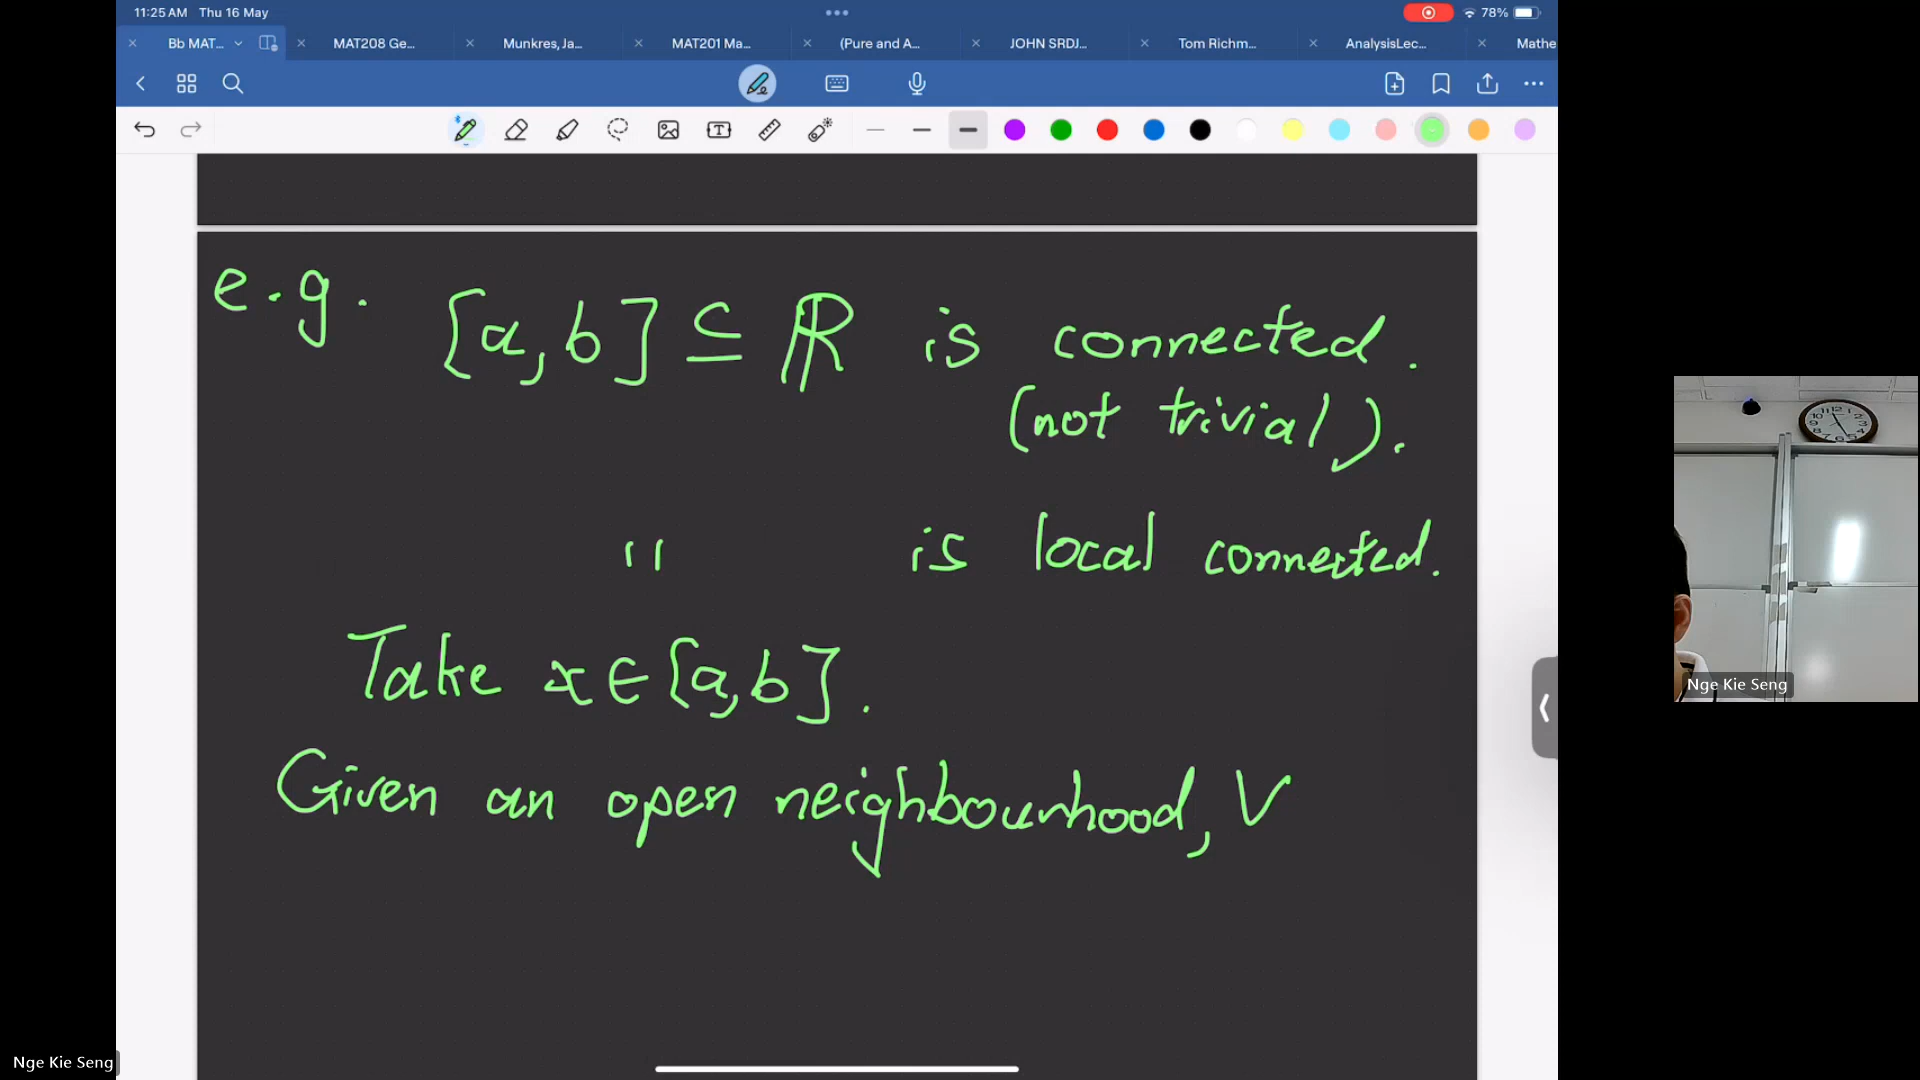 11:25 AM Thu 16 May
78%
Bb MAT...
MAT208 Ge...
Munkres, Ja...
MAT201 Ma...
(Pure and A...
JOHN SRDJ...
Tom Richm...
AnalysisLec...
Mathe
e.g. [a,b] ⊆ ℝ is connected.
(not trivial).
" is local connected.
Take x∈[a,b].
Given an open neighbourhood, V
Nge Kie Seng
Nge Kie Seng